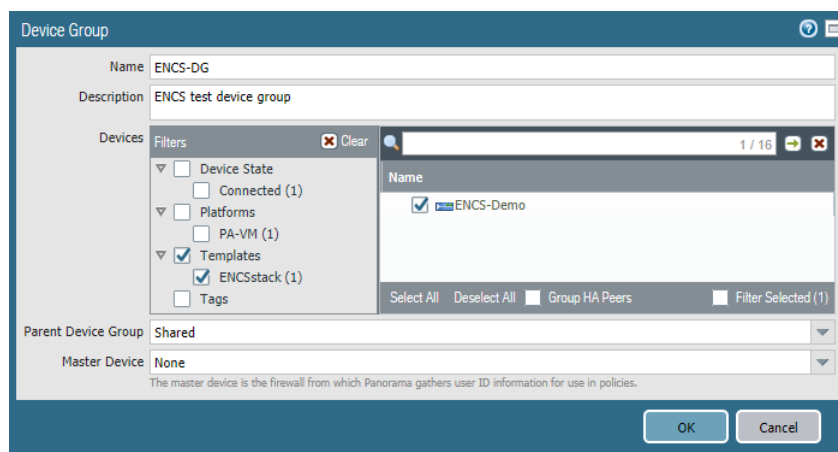 Device Group
Name ENCS-DG
Description ENCS test device group
Devices
Filters Clear
Device State
Connected (1)
Platforms
PA-VM (1)
Templates
ENCSstack (1)
Tags
1 / 16
Name
ENCS-Demo
Select All Deselect All Group HA Peers Filter Selected (1)
Parent Device Group Shared
Master Device None
The master device is the firewall from which Panorama gathers user ID information for use in policies.
OK Cancel